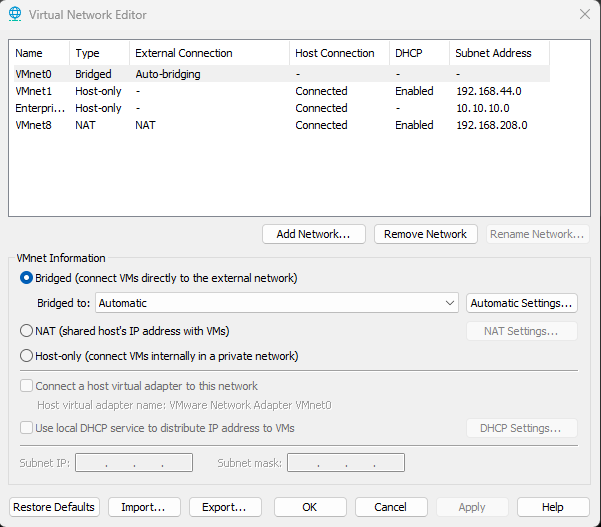 Virtual Network Editor
Name Type External Connection Host Connection DHCP Subnet Address
VMnet0 Bridged Auto-bridging - - -
VMnet1 Host-only - Connected Enabled 192.168.44.0
Enterpri... Host-only - Connected - 10.10.10.0
VMnet8 NAT NAT Connected Enabled 192.168.208.0
Add Network... Remove Network Rename Network...
VMnet Information
Bridged (connect VMs directly to the external network)
Bridged to: Automatic Automatic Settings...
NAT (shared host's IP address with VMs) NAT Settings...
Host-only (connect VMs internally in a private network)
Connect a host virtual adapter to this network
Host virtual adapter name: VMware Network Adapter VMnet0
Use local DHCP service to distribute IP address to VMs DHCP Settings...
Subnet IP: . . . Subnet mask: . . .
Restore Defaults Import... Export... OK Cancel Apply Help